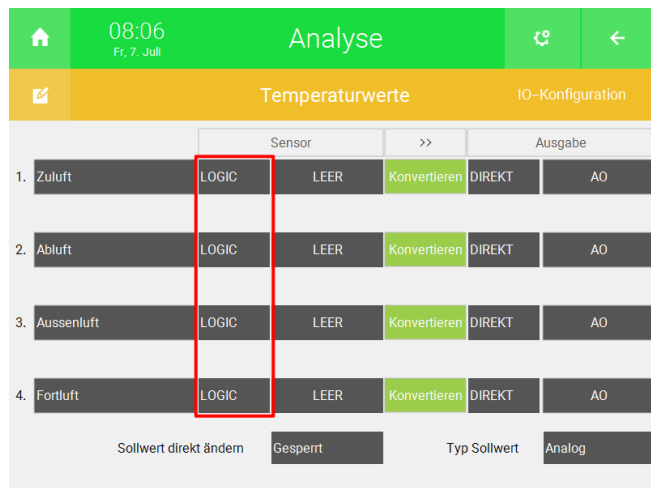 08:06
Fr, 7. Juli
Analyse
Temperaturwerte
IO-Konfiguration
Sensor >> Ausgabe
1. Zuluft LOGIC LEER Konvertieren DIREKT AO
2. Abluft LOGIC LEER Konvertieren DIREKT AO
3. Aussenluft LOGIC LEER Konvertieren DIREKT AO
4. Fortluft LOGIC LEER Konvertieren DIREKT AO
Sollwert direkt ändern Gesperrt Typ Sollwert Analog